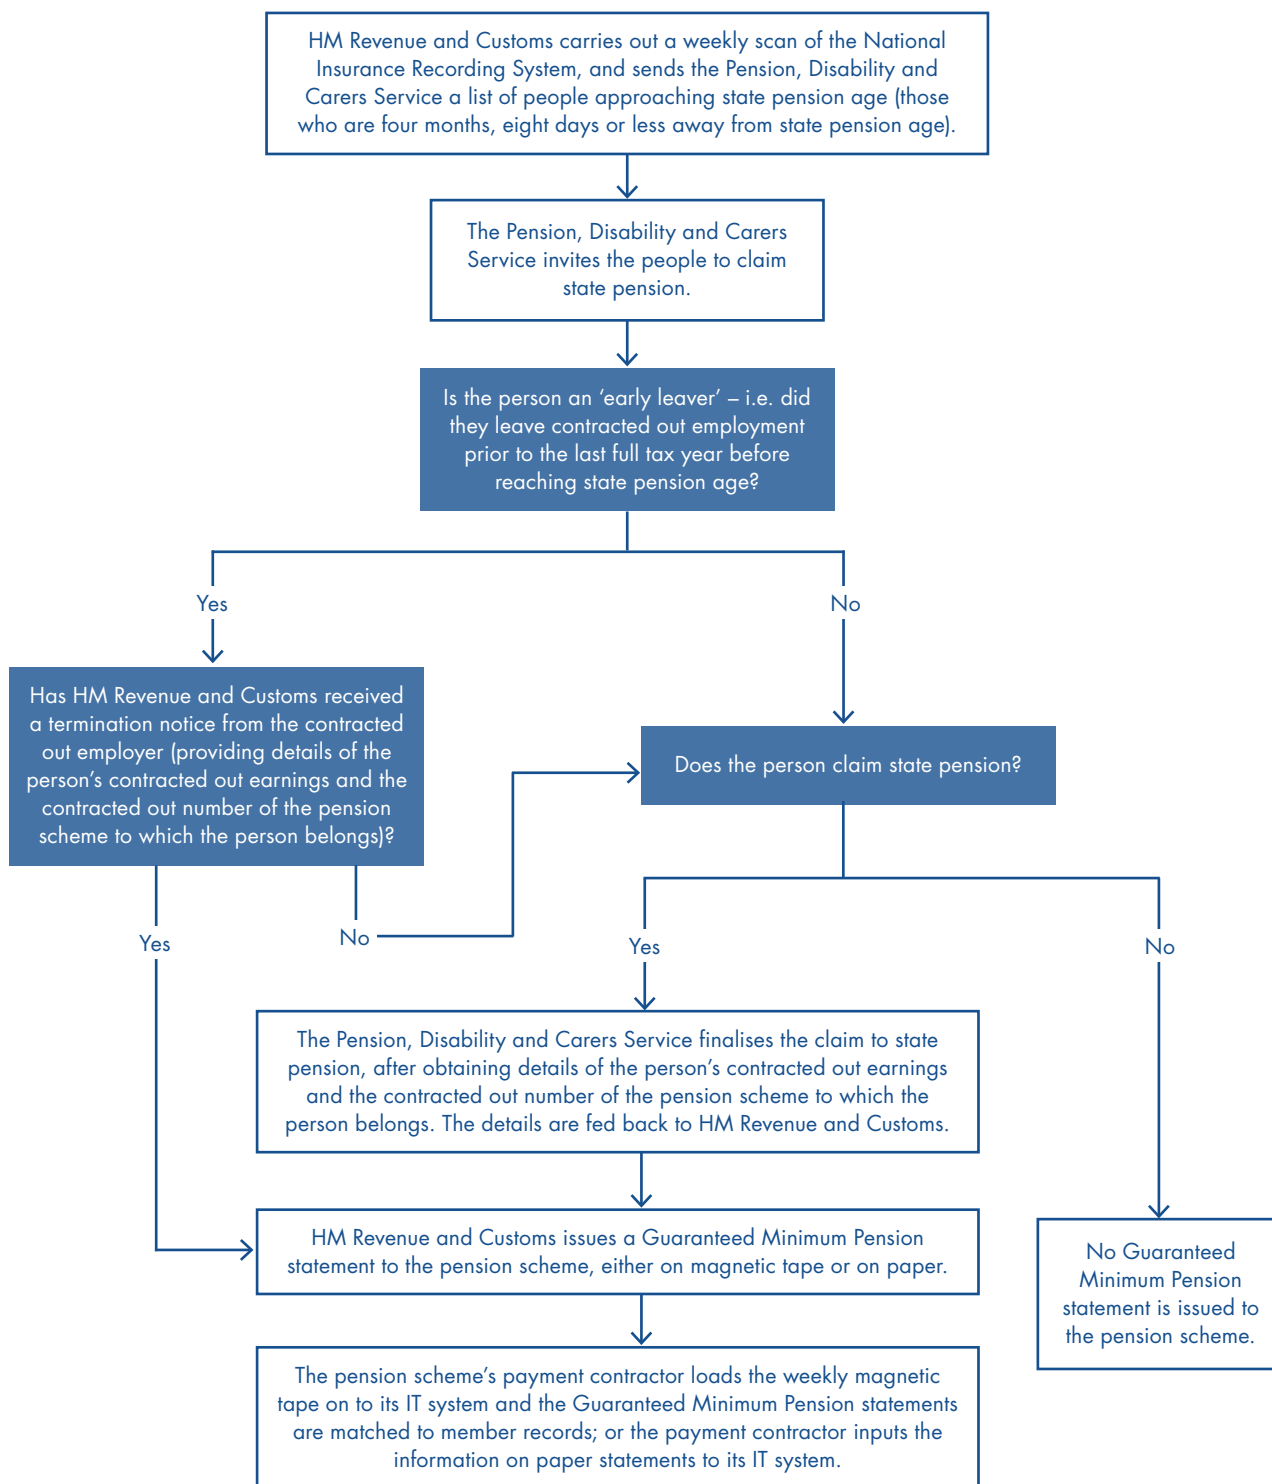 HM Revenue and Customs carries out a weekly scan of the National
Insurance Recording System, and sends the Pension, Disability and
Carers Service a list of people approaching state pension age (those
who are four months, eight days or less away from state pension age).
The Pension, Disability and Carers
Service invites the people to claim
state pension.
Is the person an ‘early leaver’ – i.e. did
they leave contracted out employment
prior to the last full tax year before
reaching state pension age?
Yes
No
Has HM Revenue and Customs received
a termination notice from the contracted
out employer (providing details of the
person’s contracted out earnings and the
contracted out number of the pension
scheme to which the person belongs)?
Does the person claim state pension?
Yes
No
Yes
No
The Pension, Disability and Carers Service finalises the claim to state
pension, after obtaining details of the person’s contracted out earnings
and the contracted out number of the pension scheme to which the
person belongs. The details are fed back to HM Revenue and Customs.
HM Revenue and Customs issues a Guaranteed Minimum Pension
statement to the pension scheme, either on magnetic tape or on paper.
No Guaranteed
Minimum Pension
statement is issued to
the pension scheme.
The pension scheme’s payment contractor loads the weekly magnetic
tape on to its IT system and the Guaranteed Minimum Pension statements
are matched to member records; or the payment contractor inputs the
information on paper statements to its IT system.